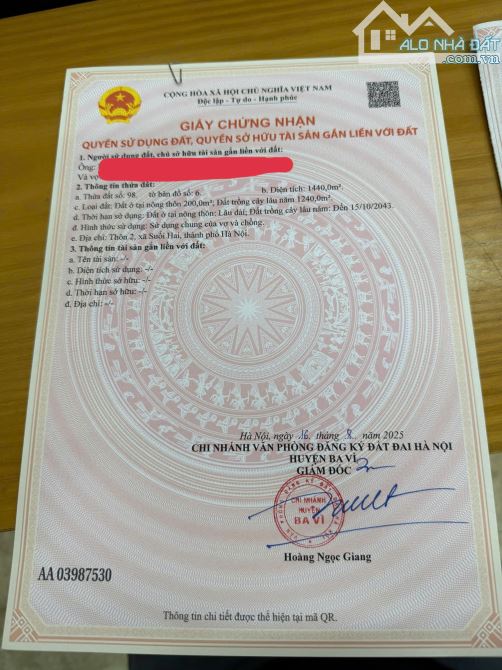 ALO NHÀ ĐẤT
.com.vn
CỘNG HÒA XÃ HỘI CHỦ NGHĨA VIỆT NAM
Độc lập - Tự do - Hạnh phúc
GIẤY CHỨNG NHẬN
QUYỀN SỬ DỤNG ĐẤT, QUYỀN SỞ HỮU TÀI SẢN GẮN LIỀN VỚI ĐẤT
1. Người sử dụng đất, chủ sở hữu tài sản gắn liền với đất:
Ông:
Và vợ
2. Thông tin thửa đất:
a. Thửa đất số: 98, tờ bản đồ số: 6. b. Diện tích: 1440,0m².
c. Loại đất: Đất ở tại nông thôn 200,0m²; Đất trồng cây lâu năm 1240,0m².
d. Thời hạn sử dụng: Đất ở tại nông thôn: Lâu dài; Đất trồng cây lâu năm: Đến 15/10/2043.
đ. Hình thức sử dụng: Sử dụng chung của vợ và chồng.
e. Địa chỉ: Thôn 2, xã Suối Hai, thành phố Hà Nội.
3. Thông tin tài sản gắn liền với đất:
a. Tên tài sản: -/-
b. Diện tích sử dụng: -/-
c. Hình thức sở hữu: -/-
d. Thời hạn sở hữu: -/-
đ. Địa chỉ: -/-
Hà Nội, ngày 16 tháng 8 năm 2025
CHI NHÁNH VĂN PHÒNG ĐĂNG KÝ ĐẤT ĐAI HÀ NỘI
HUYỆN BA VÌ
GIÁM ĐỐC
CHI NHÁNH
HUYỆN
BA VÌ
Hoàng Ngọc Giang
AA 03987530
Thông tin chi tiết được thể hiện tại mã QR.